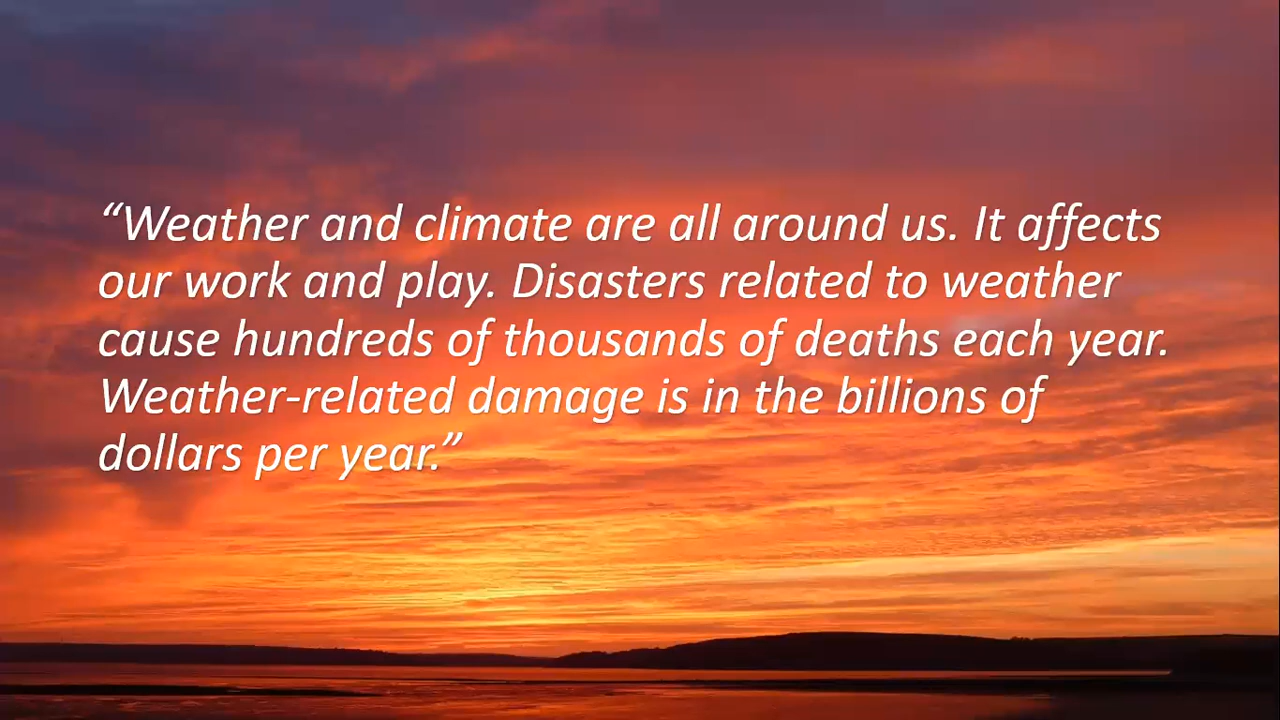 “Weather and climate are all around us. It affects
our work and play. Disasters related to weather
cause hundreds of thousands of deaths each year.
Weather-related damage is in the billions of
dollars per year.”